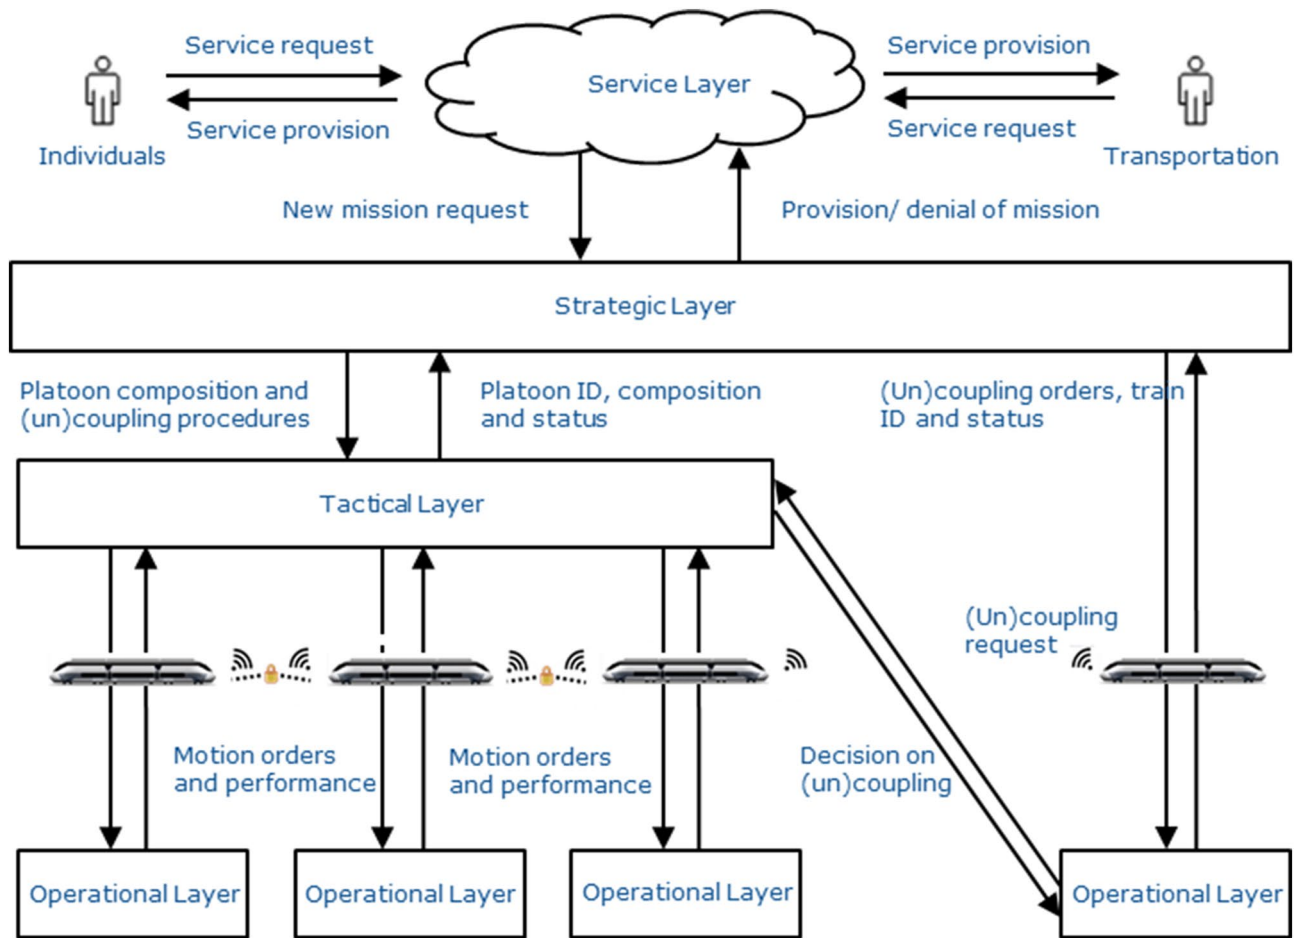 Service request
Service provision
Service Layer
Service provision
Service request
Individuals
Transportation
New mission request
Provision/ denial of mission
Strategic Layer
Platoon composition and
(un)coupling procedures
Platoon ID, composition
and status
(Un)coupling orders, train
ID and status
Tactical Layer
(Un)coupling
request
Motion orders
and performance
Motion orders
and performance
Decision on
(un)coupling
Operational Layer
Operational Layer
Operational Layer
Operational Layer